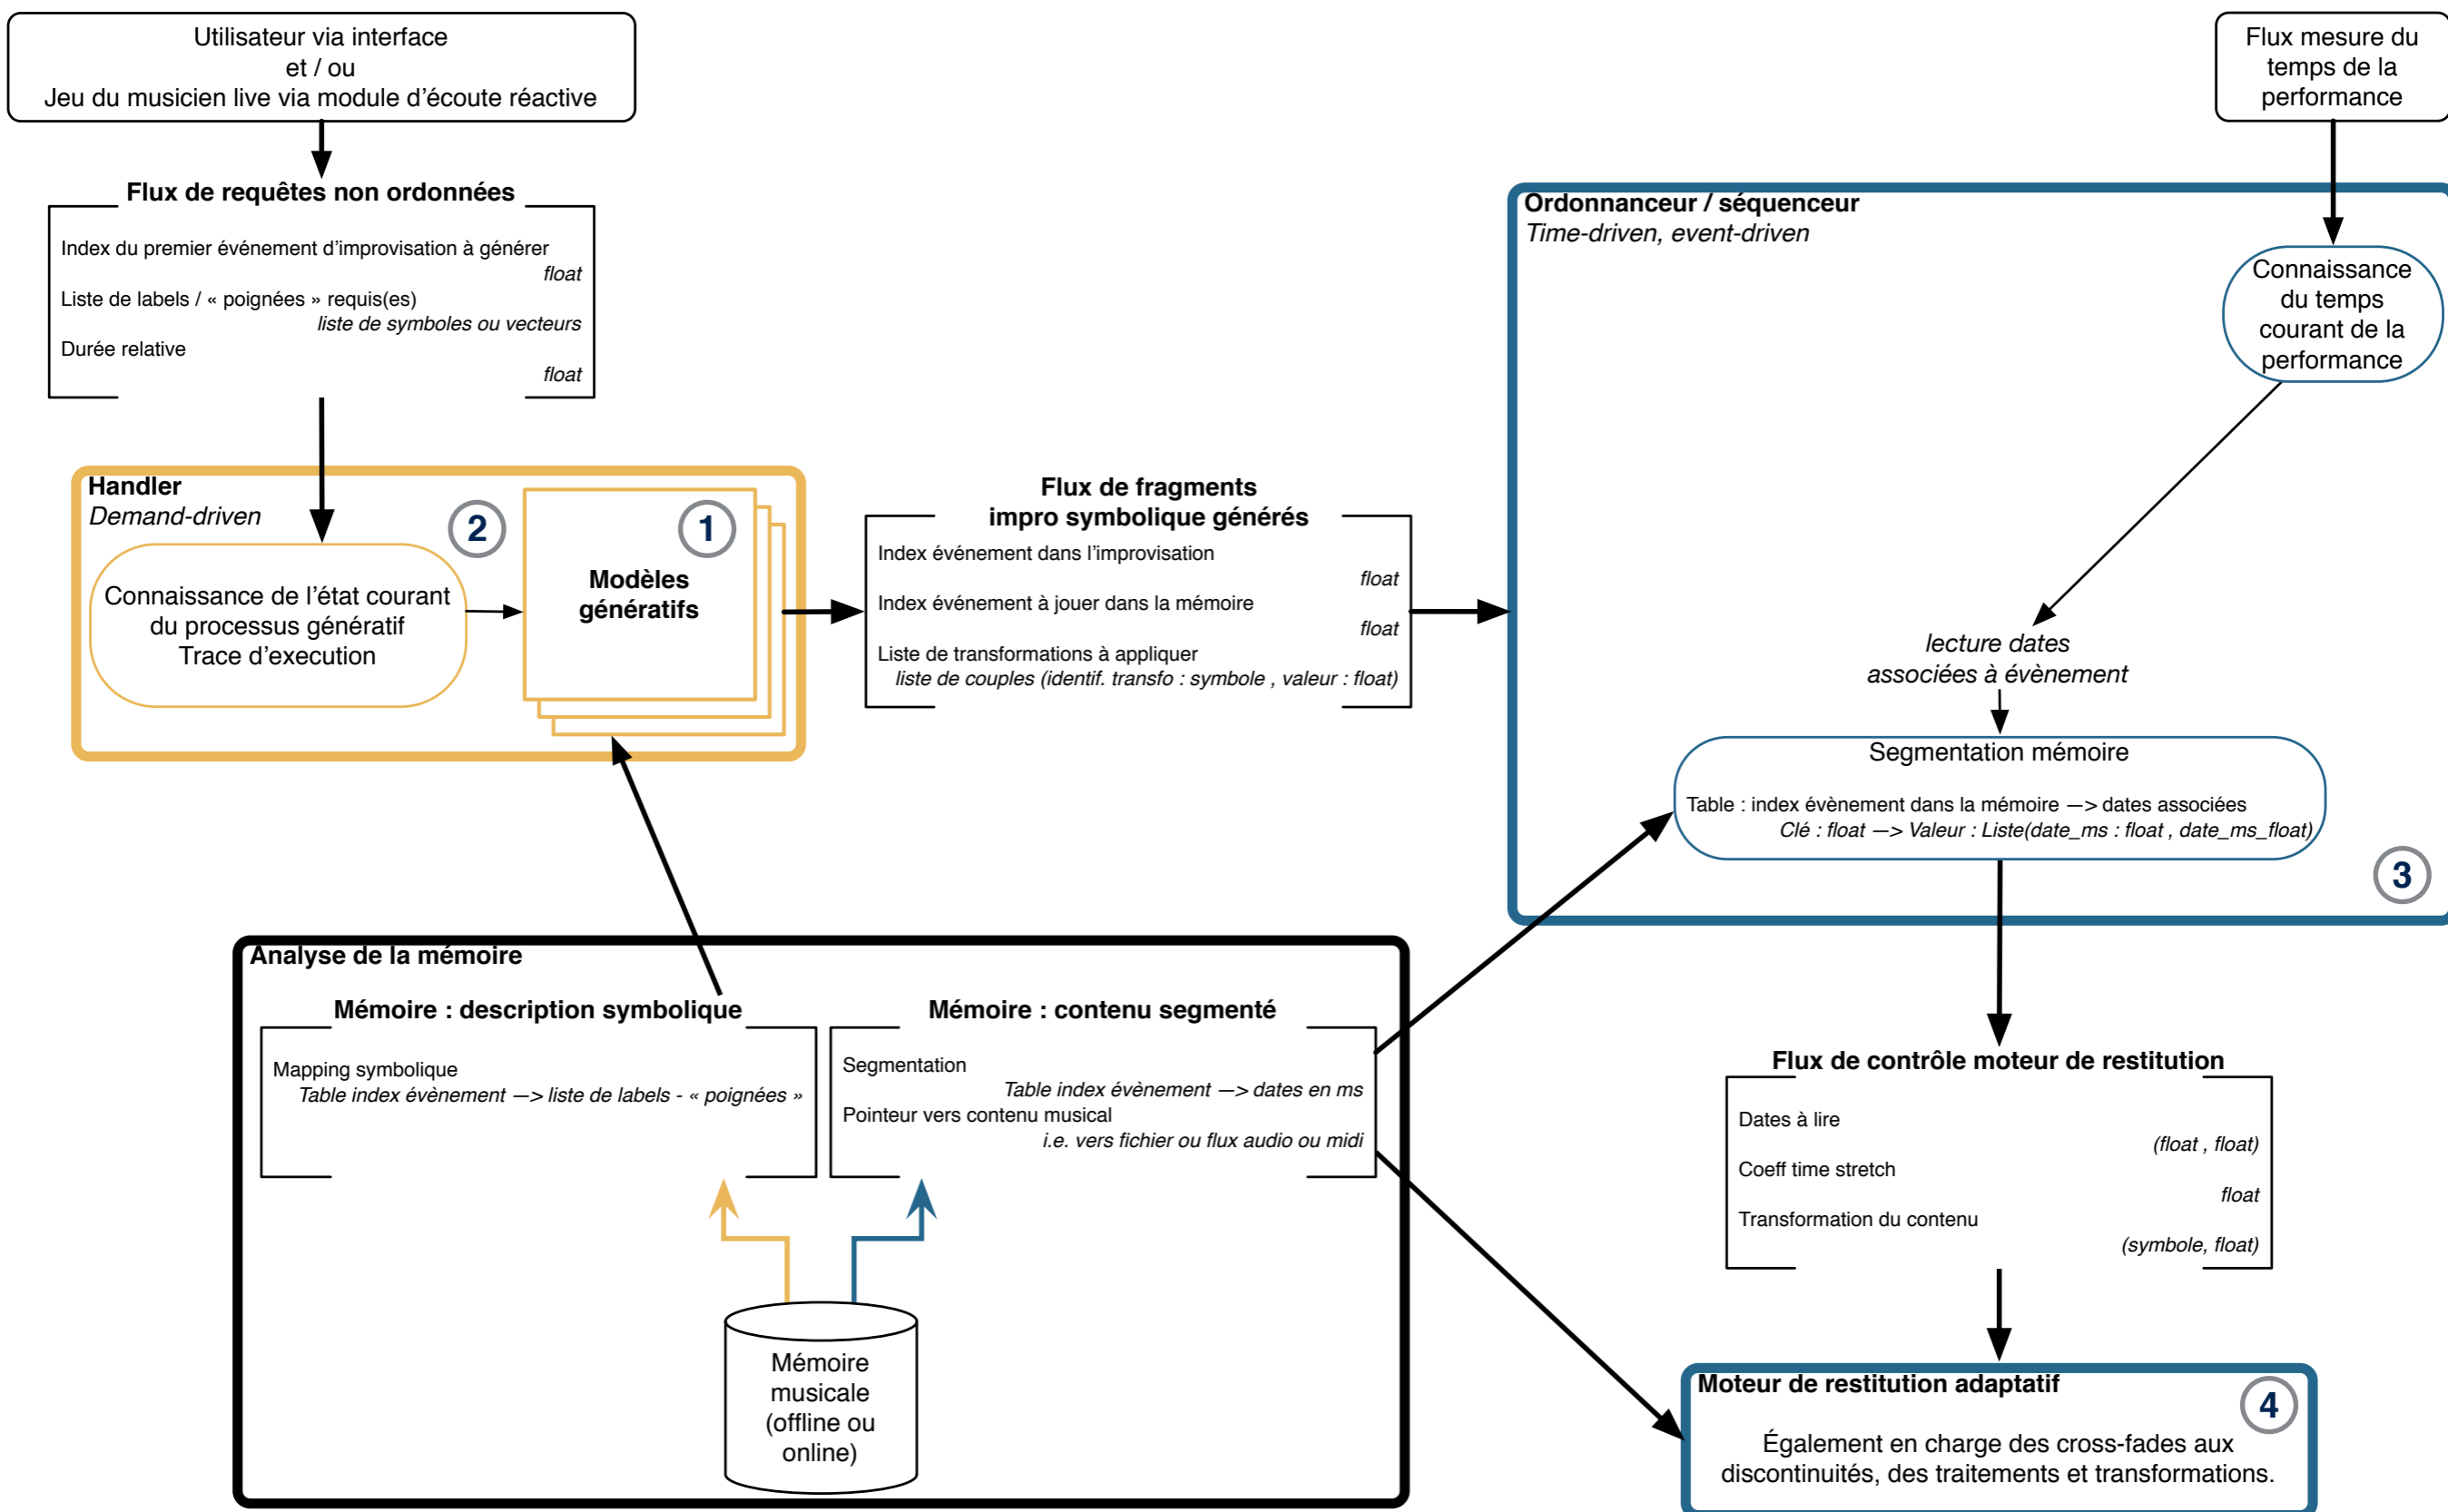 Utilisateur via interface
et / ou
Jeu du musicien live via module d'écoute réactive
Flux mesure du
temps de la
performance
Flux de requêtes non ordonnées
Index du premier événement d'improvisation à générer
float
Liste de labels / « poignées » requis(es)
liste de symboles ou vecteurs
Durée relative
float
Ordonnanceur / séquenceur
Time-driven, event-driven
Connaissance
du temps
courant de la
performance
Handler
Demand-driven
2
1
Connaissance de l'état courant
du processus génératif
Trace d'execution
Modèles
génératifs
Flux de fragments
impro symbolique générés
Index événement dans l'improvisation
float
Index événement à jouer dans la mémoire
float
Liste de transformations à appliquer
liste de couples (identif. transfo : symbole , valeur : float)
lecture dates
associées à évènement
Segmentation mémoire
Table : index évènement dans la mémoire —> dates associées
Clé : float —> Valeur : Liste(date_ms : float , date_ms_float)
3
Analyse de la mémoire
Mémoire : description symbolique
Mapping symbolique
Table index évènement —> liste de labels - « poignées »
Mémoire : contenu segmenté
Segmentation
Table index évènement —> dates en ms
Pointeur vers contenu musical
i.e. vers fichier ou flux audio ou midi
Mémoire
musicale
(offline ou
online)
Flux de contrôle moteur de restitution
Dates à lire
(float , float)
Coeff time stretch
float
Transformation du contenu
(symbole, float)
Moteur de restitution adaptatif
4
Également en charge des cross-fades aux
discontinuités, des traitements et transformations.